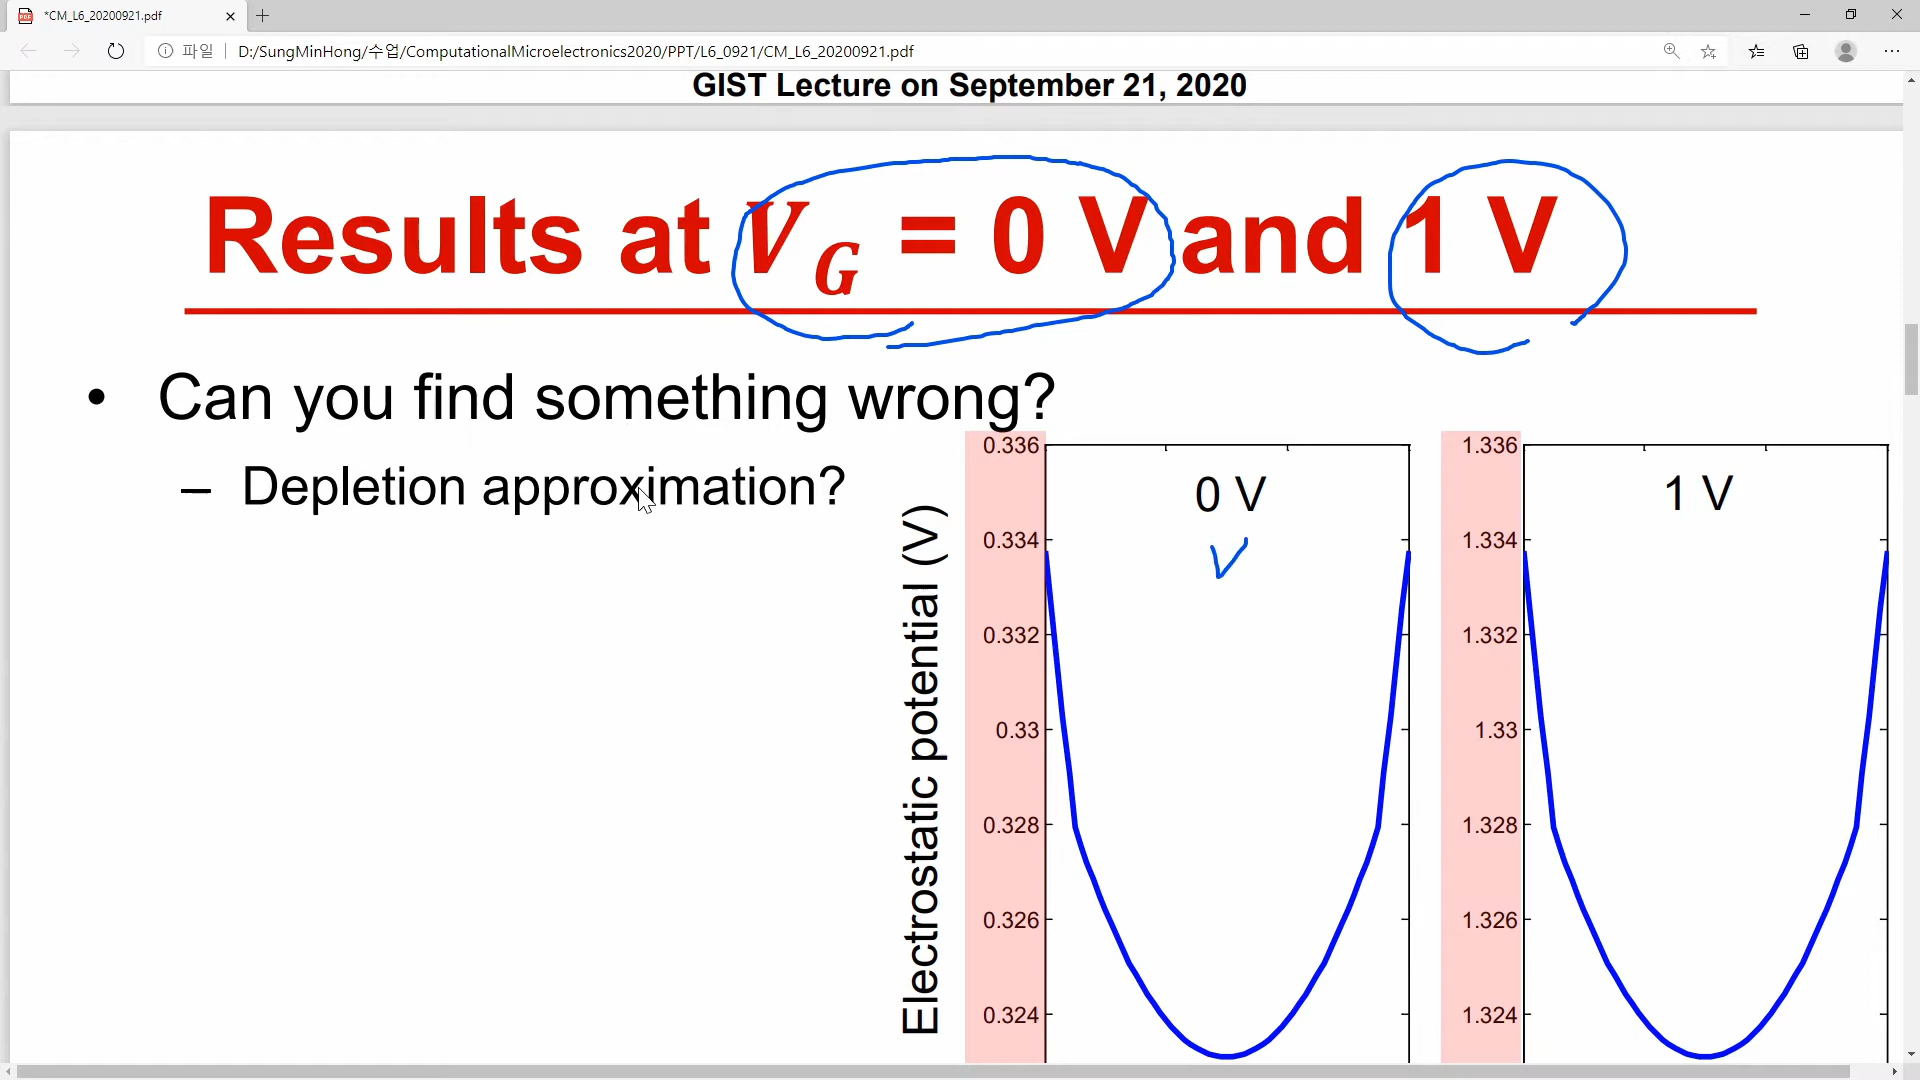 *CM_L6_20200921.pdf
파일 D:/SungMinHong/수업/ComputationalMicroelectronics2020/PPT/L6_0921/CM_L6_20200921.pdf
GIST Lecture on September 21, 2020
Results at V_G = 0 V and 1 V
• Can you find something wrong?
– Depletion approximation?
Electrostatic potential (V)
0 V
0.336
0.334
0.332
0.33
0.328
0.326
0.324
1 V
1.336
1.334
1.332
1.33
1.328
1.326
1.324